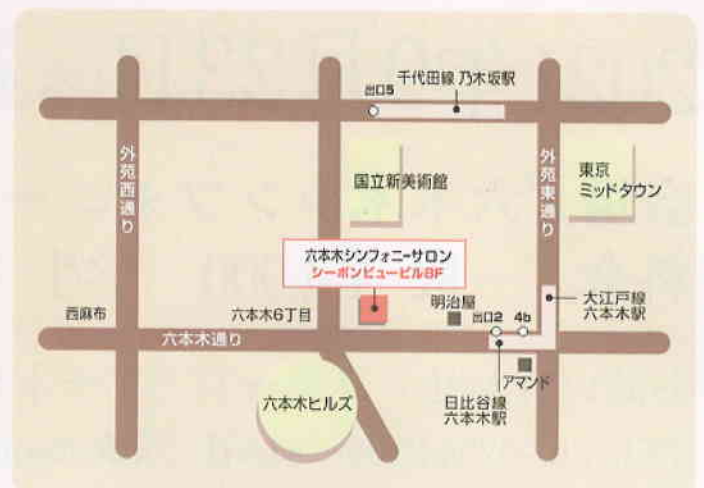 千代田線 乃木坂駅
出口5
外苑西通り
国立新美術館
外苑東通り
東京
ミッドタウン
六本木シンフォニーサロン
シーボンビュービル8F
西麻布
六本木6丁目
明治屋
出口2
4b
大江戸線
六本木駅
六本木通り
アマンド
六本木ヒルズ
日比谷線
六本木駅